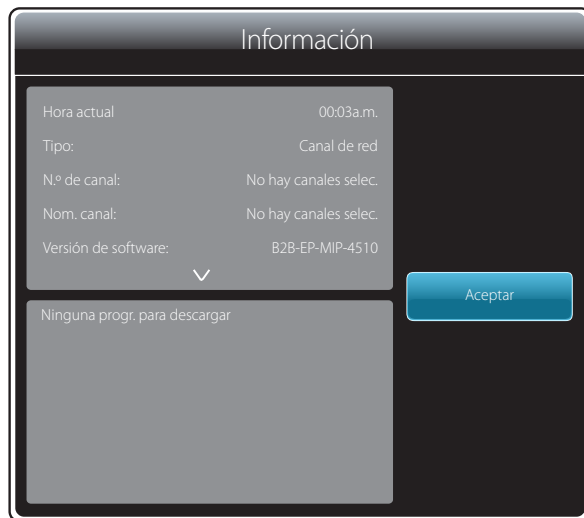 Información
Hora actual 00:03a.m.
Tipo: Canal de red
N.º de canal: No hay canales selec.
Nom. canal: No hay canales selec.
Versión de software: B2B-EP-MIP-4510
Aceptar
Ninguna progr. para descargar